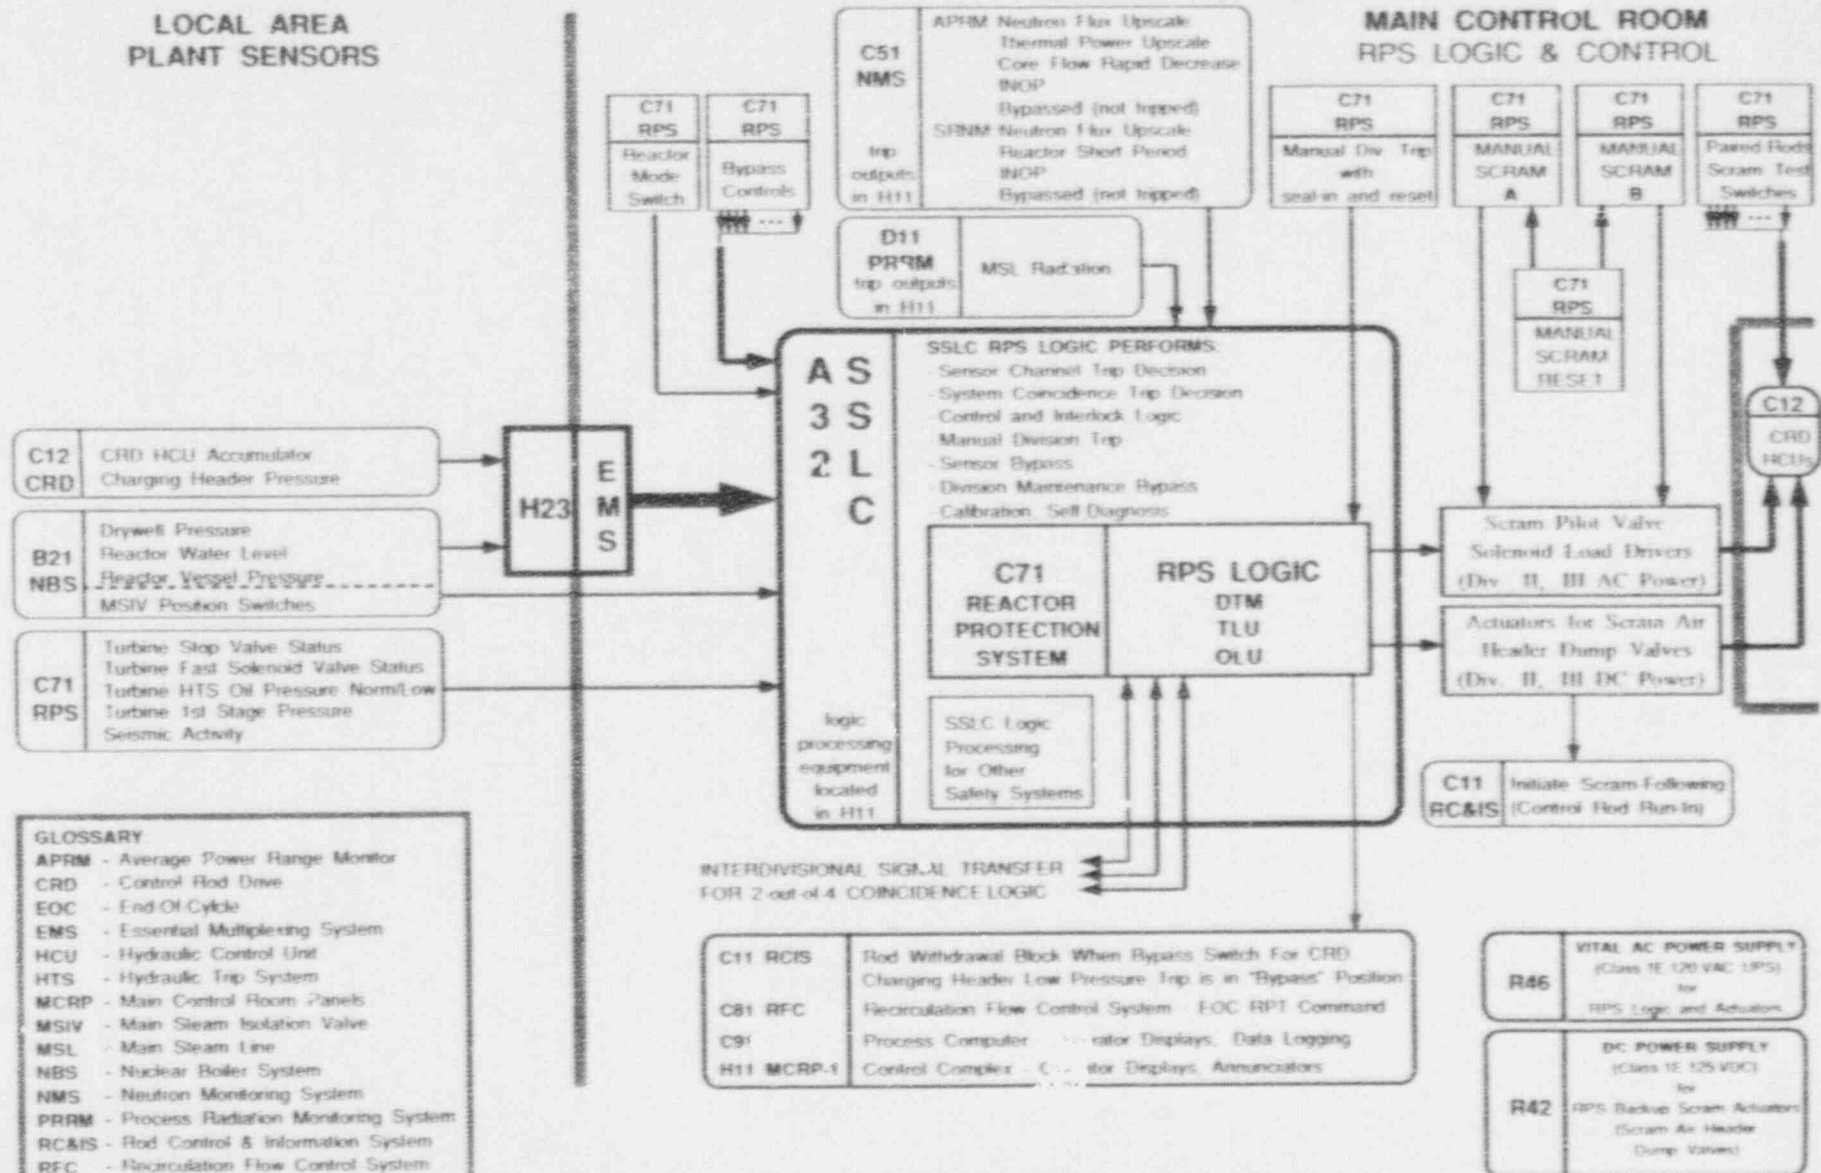 LOCAL AREA
PLANT SENSORS
C51
NMS
trip
outputs
in H11
APRM Neutron Flux Upscale
Thermal Power Upscale
Core Flow Rapid Decrease
INOP
Bypassed (not tripped)
SRNM Neutron Flux Upscale
Reactor Short Period
INOP
Bypassed (not tripped)
MAIN CONTROL ROOM
RPS LOGIC & CONTROL
C71
RPS
Reactor
Mode
Switch
C71
RPS
Bypass
Controls
...
C71
RPS
Manual Div Trip
with
seal-in and reset
C71
RPS
MANUAL
SCRAM
A
C71
RPS
MANUAL
SCRAM
B
C71
RPS
Paired Rods
Scram Test
Switches
...
D11
PRRM
trip outputs
in H11
MSL Radiation
C71
RPS
MANUAL
SCRAM
RESET
C12
CRD
HCUs
C12
CRD
CRD HCU Accumulator
Charging Header Pressure
B21
NBS
Drywell Pressure
Reactor Water Level
Reactor Vessel Pressure
MSIV Position Switches
C71
RPS
Turbine Stop Valve Status
Turbine Fast Solenoid Valve Status
Turbine HTS Oil Pressure Norm/Low
Turbine 1st Stage Pressure
Seismic Activity
H23
EMS
A32
SSLC
logic
processing
equipment
located
in H11
SSLC RPS LOGIC PERFORMS
- Sensor Channel Trip Decision
- System Coincidence Trip Decision
- Control and Interlock Logic
- Manual Division Trip
- Sensor Bypass
- Division Maintenance Bypass
- Calibration, Self Diagnosis
C71
REACTOR
PROTECTION
SYSTEM
RPS LOGIC
DTM
TLU
OLU
SSLC Logic
Processing
for Other
Safety Systems
Scram Pilot Valve
Solenoid Load Drivers
(Div. II, III AC Power)
Actuators for Scram Air
Header Dump Valves
(Div. II, III DC Power)
C11
RC&IS
Initiate Scram-Following
(Control Rod Run-In)
INTERDIVISIONAL SIGNAL TRANSFER
FOR 2-out-of-4 COINCIDENCE LOGIC
GLOSSARY
APRM - Average Power Range Monitor
CRD - Control Rod Drive
EOC - End Of Cylcle
EMS - Essential Multiplexing System
HCU - Hydraulic Control Unit
HTS - Hydraulic Trip System
MCRP - Main Control Room Panels
MSIV - Main Steam Isolation Valve
MSL - Main Steam Line
NBS - Nuclear Boiler System
NMS - Neutron Monitoring System
PRRM - Process Radiation Monitoring System
RC&IS - Rod Control & Information System
RFC - Recirculation Flow Control System
C11 RCIS Rod Withdrawal Block When Bypass Switch For CRD
Charging Header Low Pressure Trip is in "Bypass" Position
C81 RFC Recirculation Flow Control System EOC RPT Command
Process Computer Displays, Data Logging
H11 MCRP-1 Control Complex - Displays, Annunciators
R46
VITAL AC POWER SUPPLY
(Class 1E 120 VAC UPS)
for
RPS Logic and Actuators
R42
DC POWER SUPPLY
(Class 1E 125 VDC)
for
RPS Backup Scram Actuators
(Scram Air Header
Dump Valves)